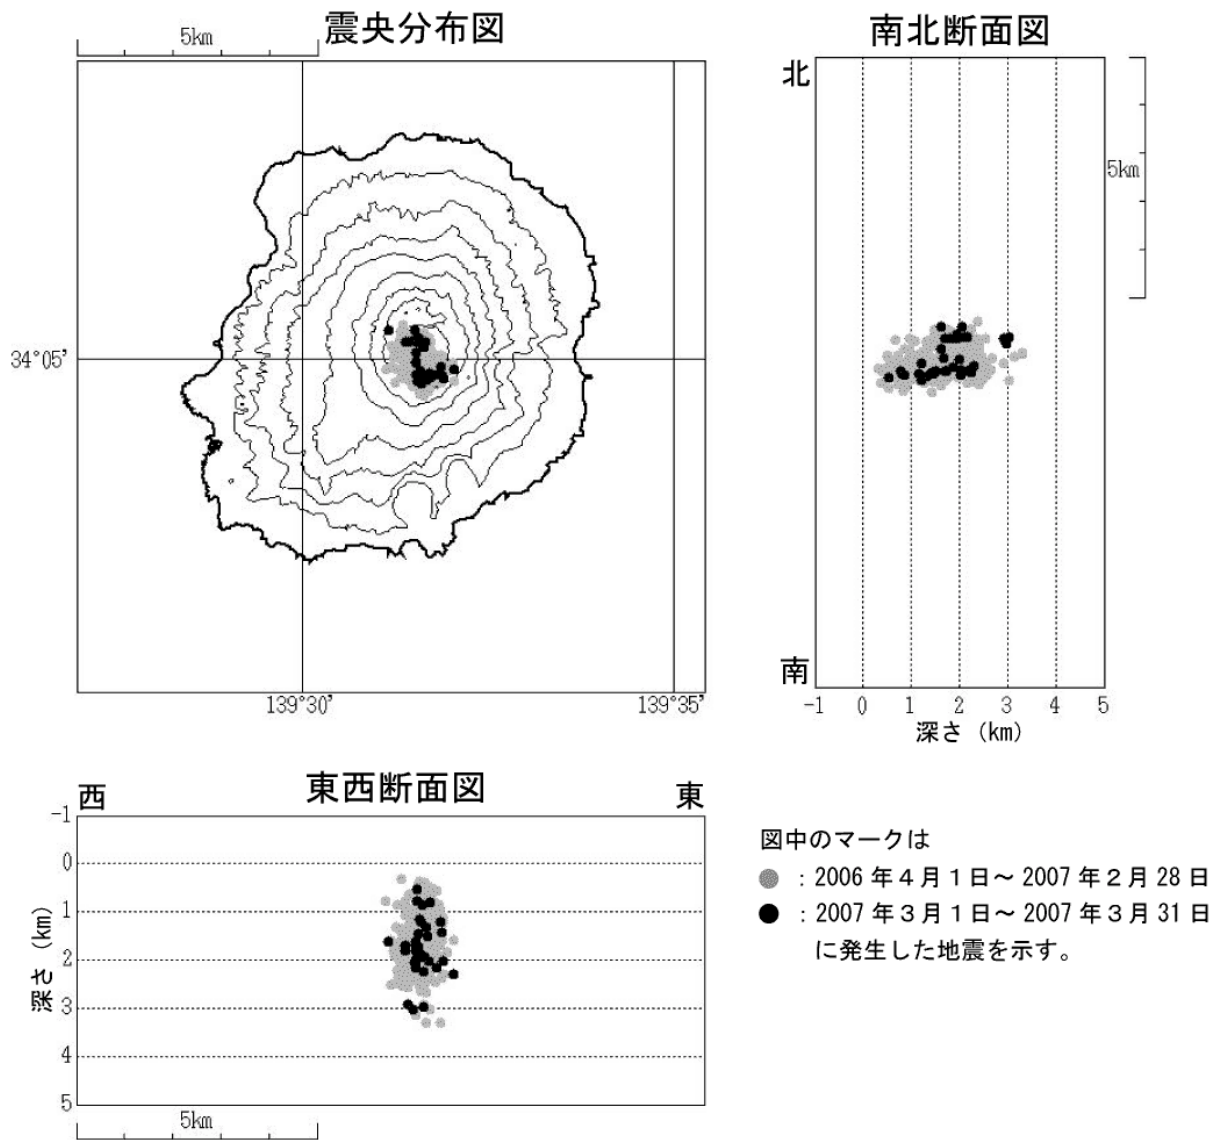 震央分布図
5km
34°05'
139°30'
139°35'
南北断面図
北
南
5km
-1 0 1 2 3 4 5
深さ (km)
東西断面図
西
東
-1
0
1
2
3
4
5
深さ (km)
5km
図中のマークは
:2006年4月1日～2007年2月28日
:2007年3月1日～2007年3月31日
に発生した地震を示す。